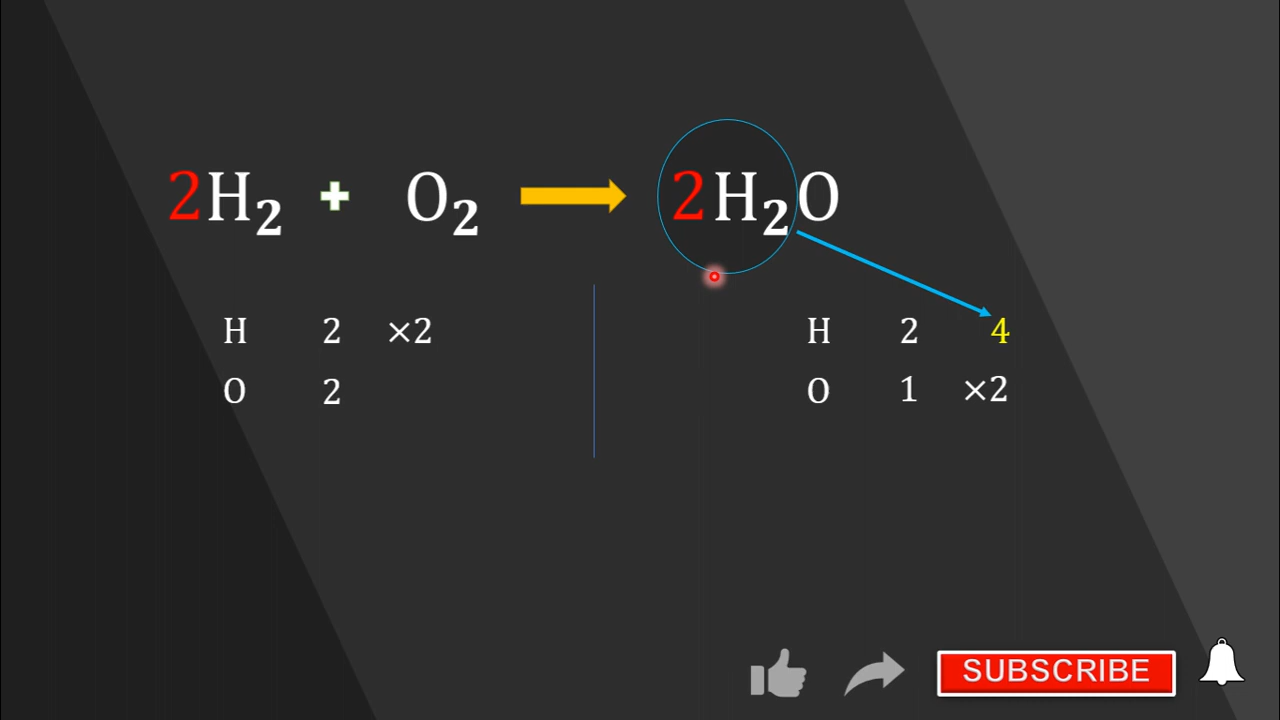 2H₂ + O₂ → 2H₂O
H 2 ×2 H 2 4
O 2 O 1 ×2
SUBSCRIBE